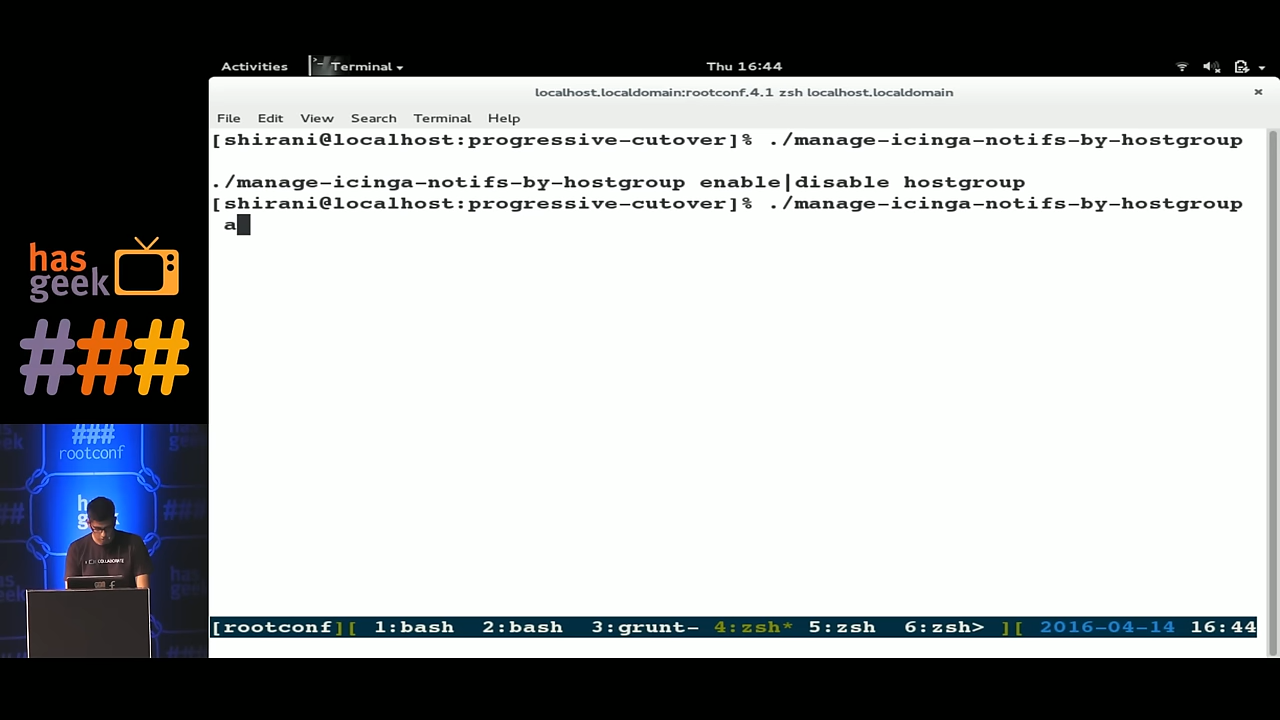 Activities
Terminal
Thu 16:44
localhost.localdomain:rootconf.4.1 zsh localhost.localdomain
File Edit View Search Terminal Help
[shirani@localhost:progressive-cutover]% ./manage-icinga-notifs-by-hostgroup
./manage-icinga-notifs-by-hostgroup enable|disable hostgroup
[shirani@localhost:progressive-cutover]% ./manage-icinga-notifs-by-hostgroup
a
[rootconf][ 1:bash 2:bash 3:grunt- 4:zsh* 5:zsh 6:zsh> ][ 2016-04-14 16:44
has
geek
###
###
rootconf